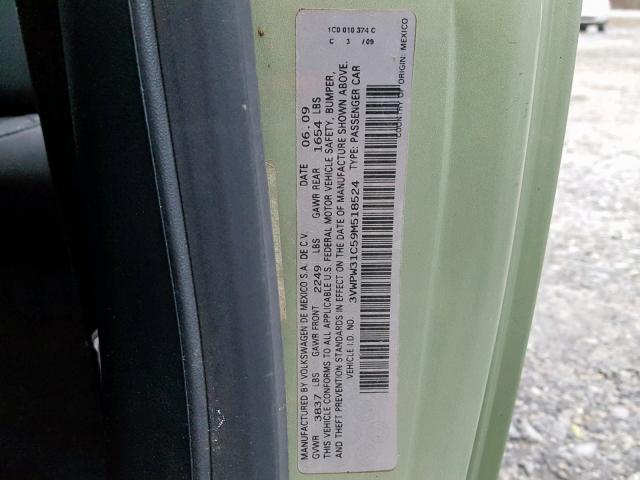 MANUFACTURED BY VOLKSWAGEN DE MEXICO S.A. DE C.V. DATE 06.09 1C0 010 374 C
GVWR 3837 LBS GAWR FRONT 2249 LBS GAWR REAR 1654 LBS C 3 /09
THIS VEHICLE CONFORMS TO ALL APPLICABLE U.S. FEDERAL MOTOR VEHICLE SAFETY, BUMPER,
AND THEFT PREVENTION STANDARDS IN EFFECT ON THE DATE OF MANUFACTURE SHOWN ABOVE.
VEHICLE I.D. NO. 3VWPW31C59M518524 TYPE: PASSENGER CAR
COUNTRY OF ORIGIN: MEXICO